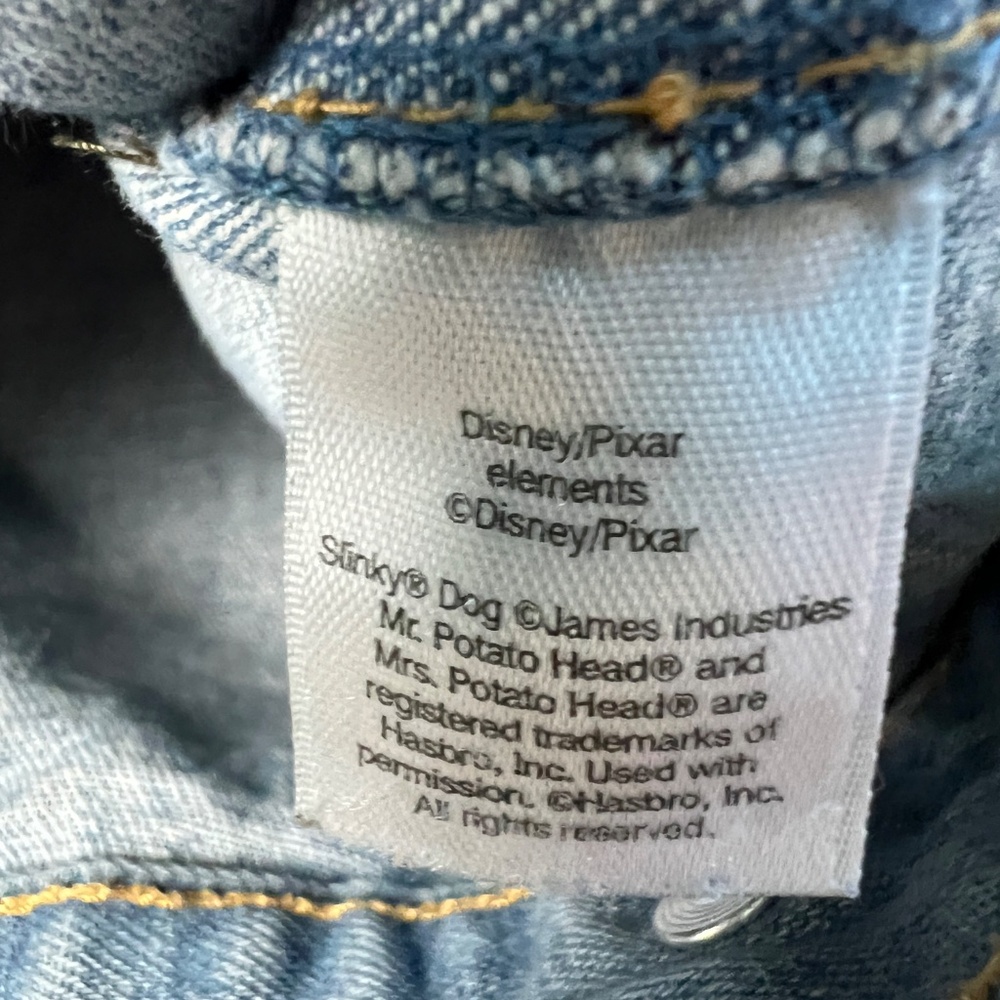 Disney/Pixar
elements
©Disney/Pixar
Slinky® Dog ©James Industries
Mr. Potato Head® and
Mrs. Potato Head® are
registered trademarks of
Hasbro, Inc. Used with
permission. ©Hasbro, Inc.
All rights reserved.